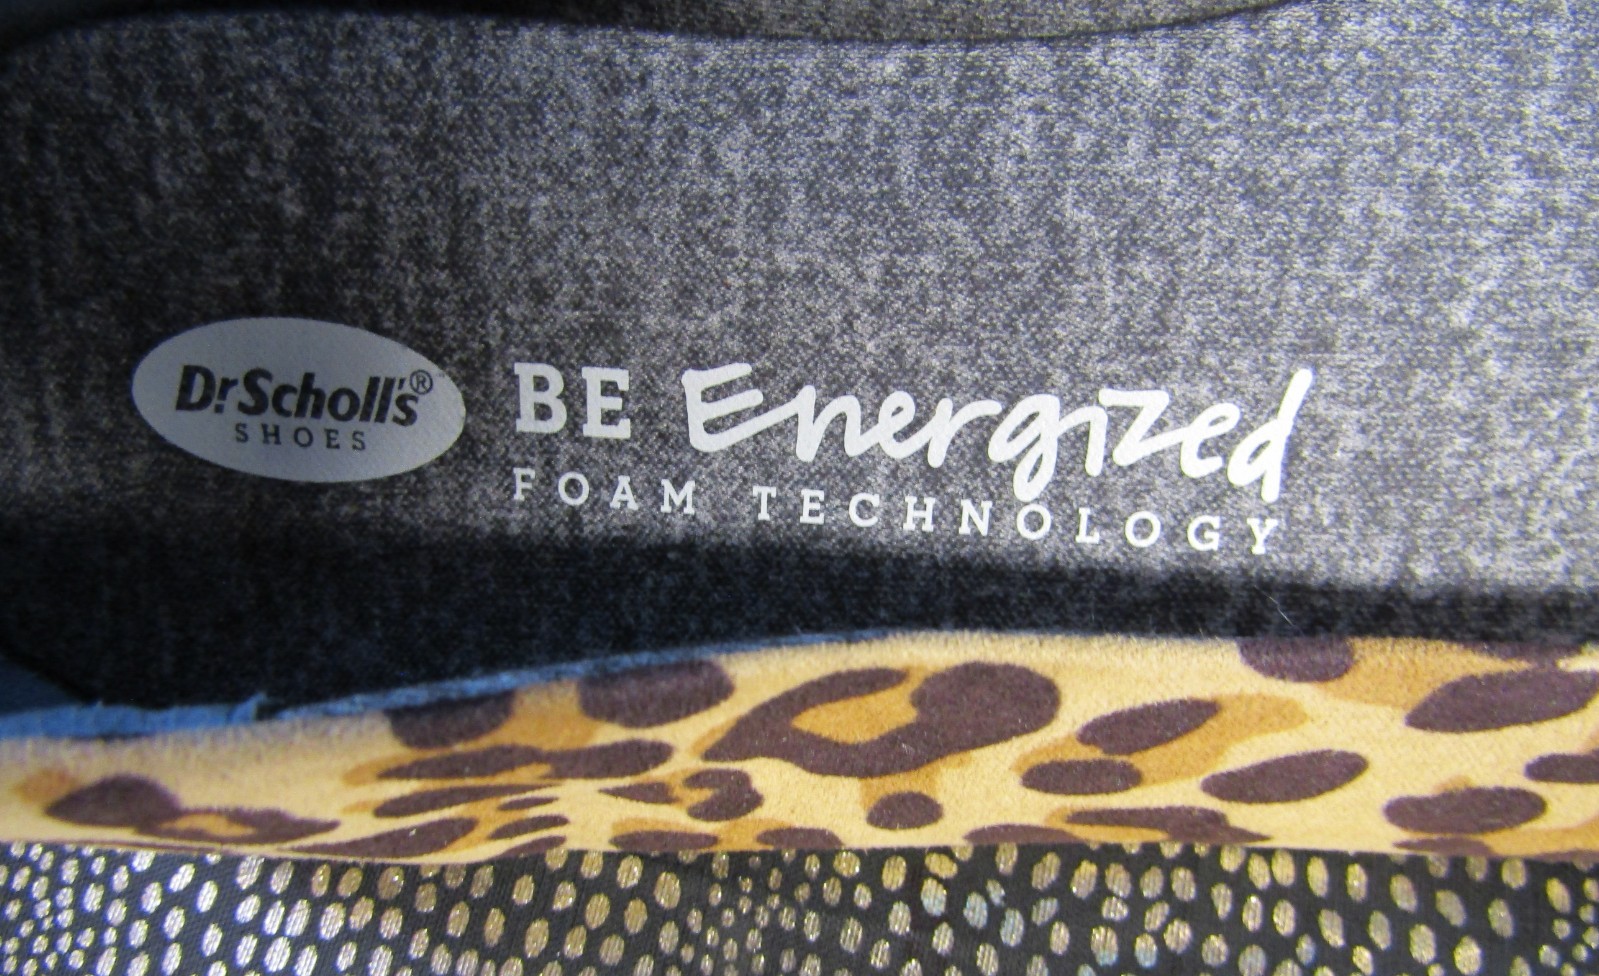 Dr. Scholl's®
SHOES
BE Energized
FOAM TECHNOLOGY